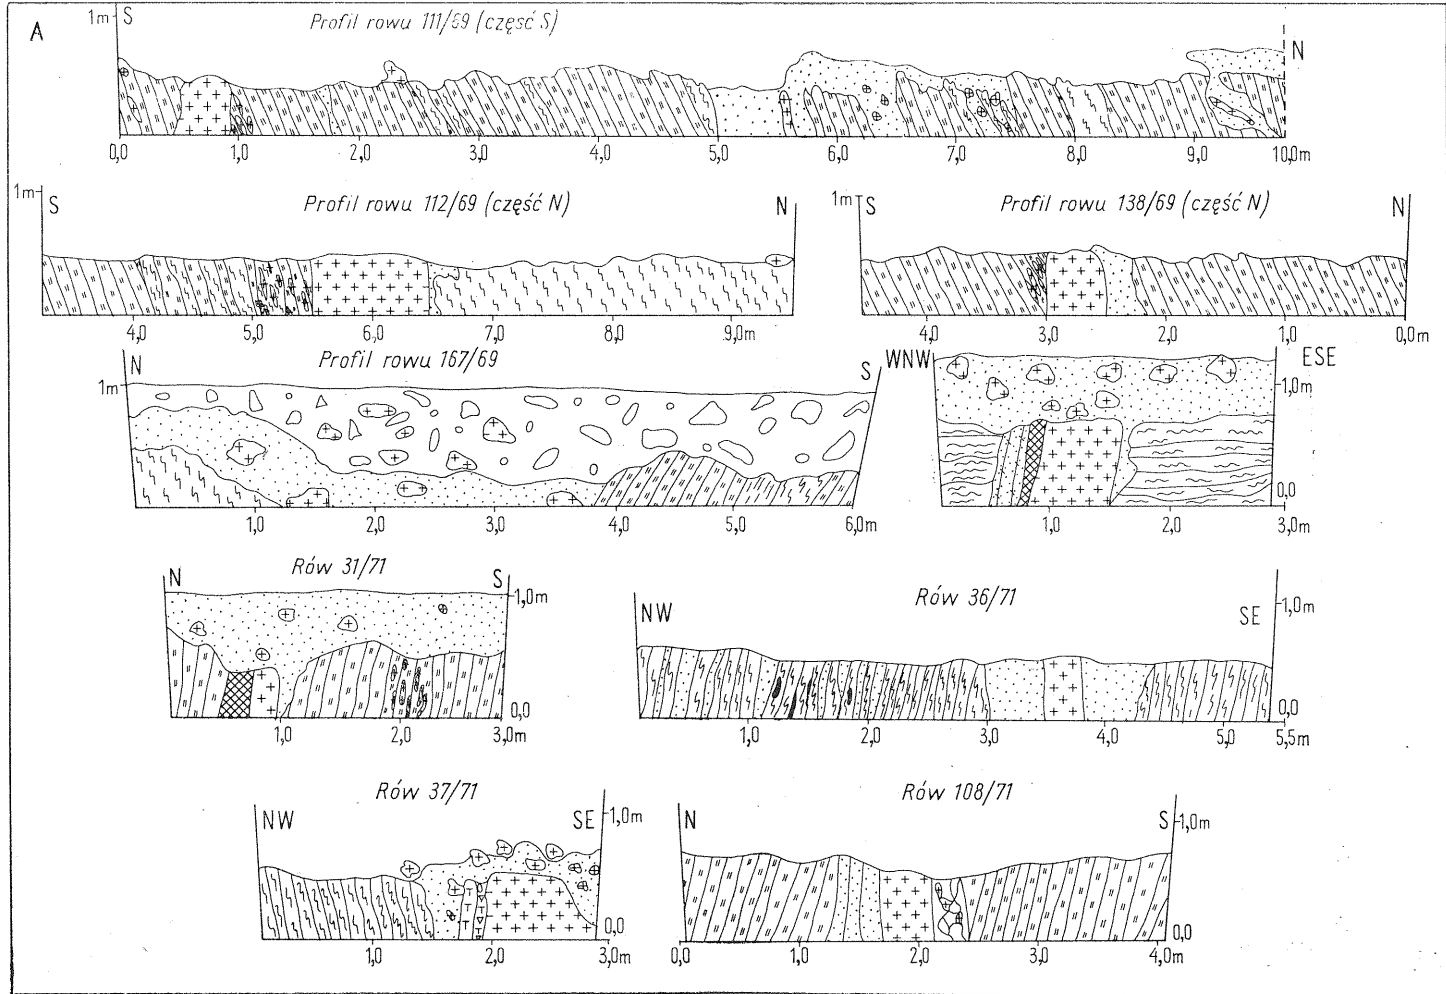 A
1m S Profil rowu 111/69 (część S) N
0,0 1,0 2,0 3,0 4,0 5,0 6,0 7,0 8,0 9,0 10,0m
1m S Profil rowu 112/69 (część N) N
4,0 5,0 6,0 7,0 8,0 9,0m
1m S Profil rowu 138/69 (część N) N
4,0 3,0 2,0 1,0 0,0m
N Profil rowu 167/69 S
1m
1,0 2,0 3,0 4,0 5,0 6,0m
WNW ESE
1,0m
0,0
1,0 2,0 3,0m
Rów 31/71
N S
1,0m
0,0
1,0 2,0 3,0m
Rów 36/71
NW SE 1,0m
0,0
1,0 2,0 3,0 4,0 5,0 5,5m
Rów 37/71
NW SE 1,0m
0,0
1,0 2,0 3,0m
Rów 108/71
N S 1,0m
0,0
0,0 1,0 2,0 3,0 4,0m